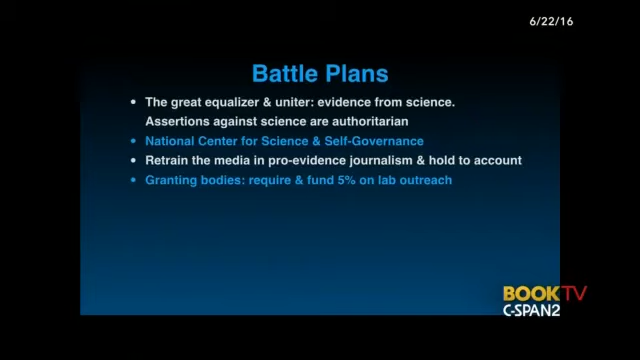 6/22/16
Battle Plans
• The great equalizer & uniter: evidence from science.
Assertions against science are authoritarian
• National Center for Science & Self-Governance
• Retrain the media in pro-evidence journalism & hold to account
• Granting bodies: require & fund 5% on lab outreach
BOOKTV
C-SPAN2